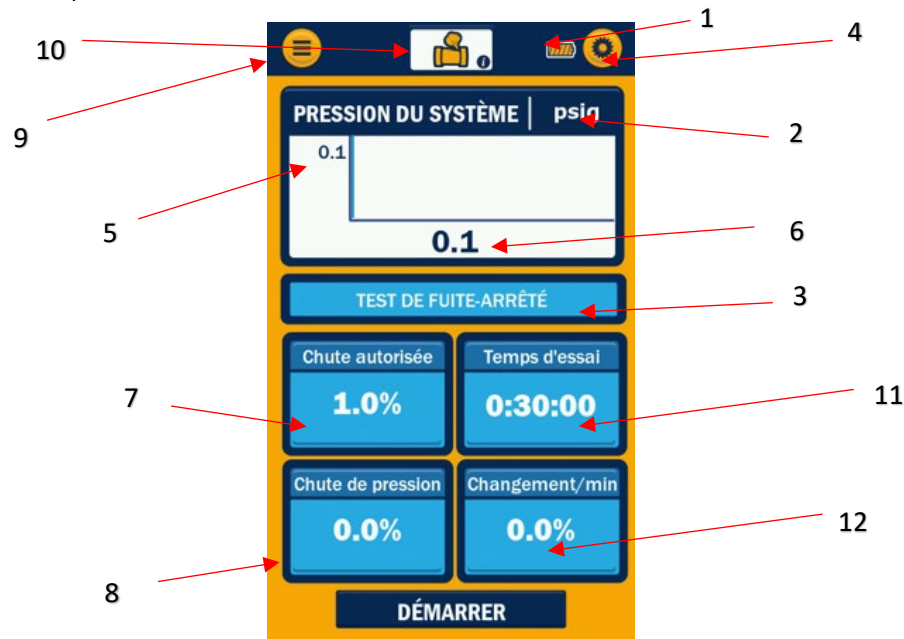 1
10
4
9
PRESSION DU SYSTÈME | psig
2
0.1
5
0.1
6
TEST DE FUITE-ARRÊTÉ
3
Chute autorisée
Temps d'essai
7
1.0%
0:30:00
11
Chute de pression
Changement/min
0.0%
0.0%
12
8
DÉMARRER